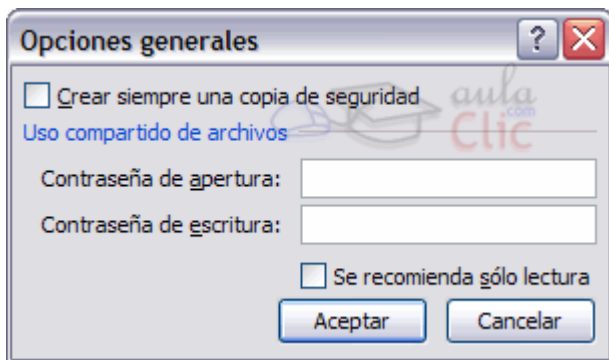 Opciones generales
Crear siempre una copia de seguridad
aula
.com
Clic
Uso compartido de archivos
Contraseña de apertura:
Contraseña de escritura:
Se recomienda sólo lectura
Aceptar Cancelar